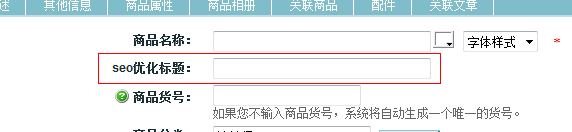 述 其他信息 商品属性 商品相册 关联商品 配件 关联文章
商品名称： 字体样式 *
seo优化标题：
商品货号：
如果您不输入商品货号，系统将自动生成一个唯一的货号。